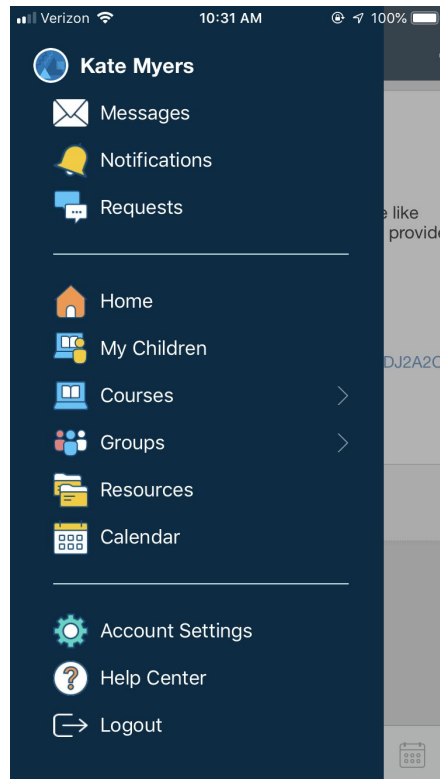 Verizon 10:31 AM 100%
Kate Myers
Messages
Notifications
Requests
e like
provide
Home
My Children
DJ2A2C
Courses
Groups
Resources
Calendar
Account Settings
Help Center
Logout